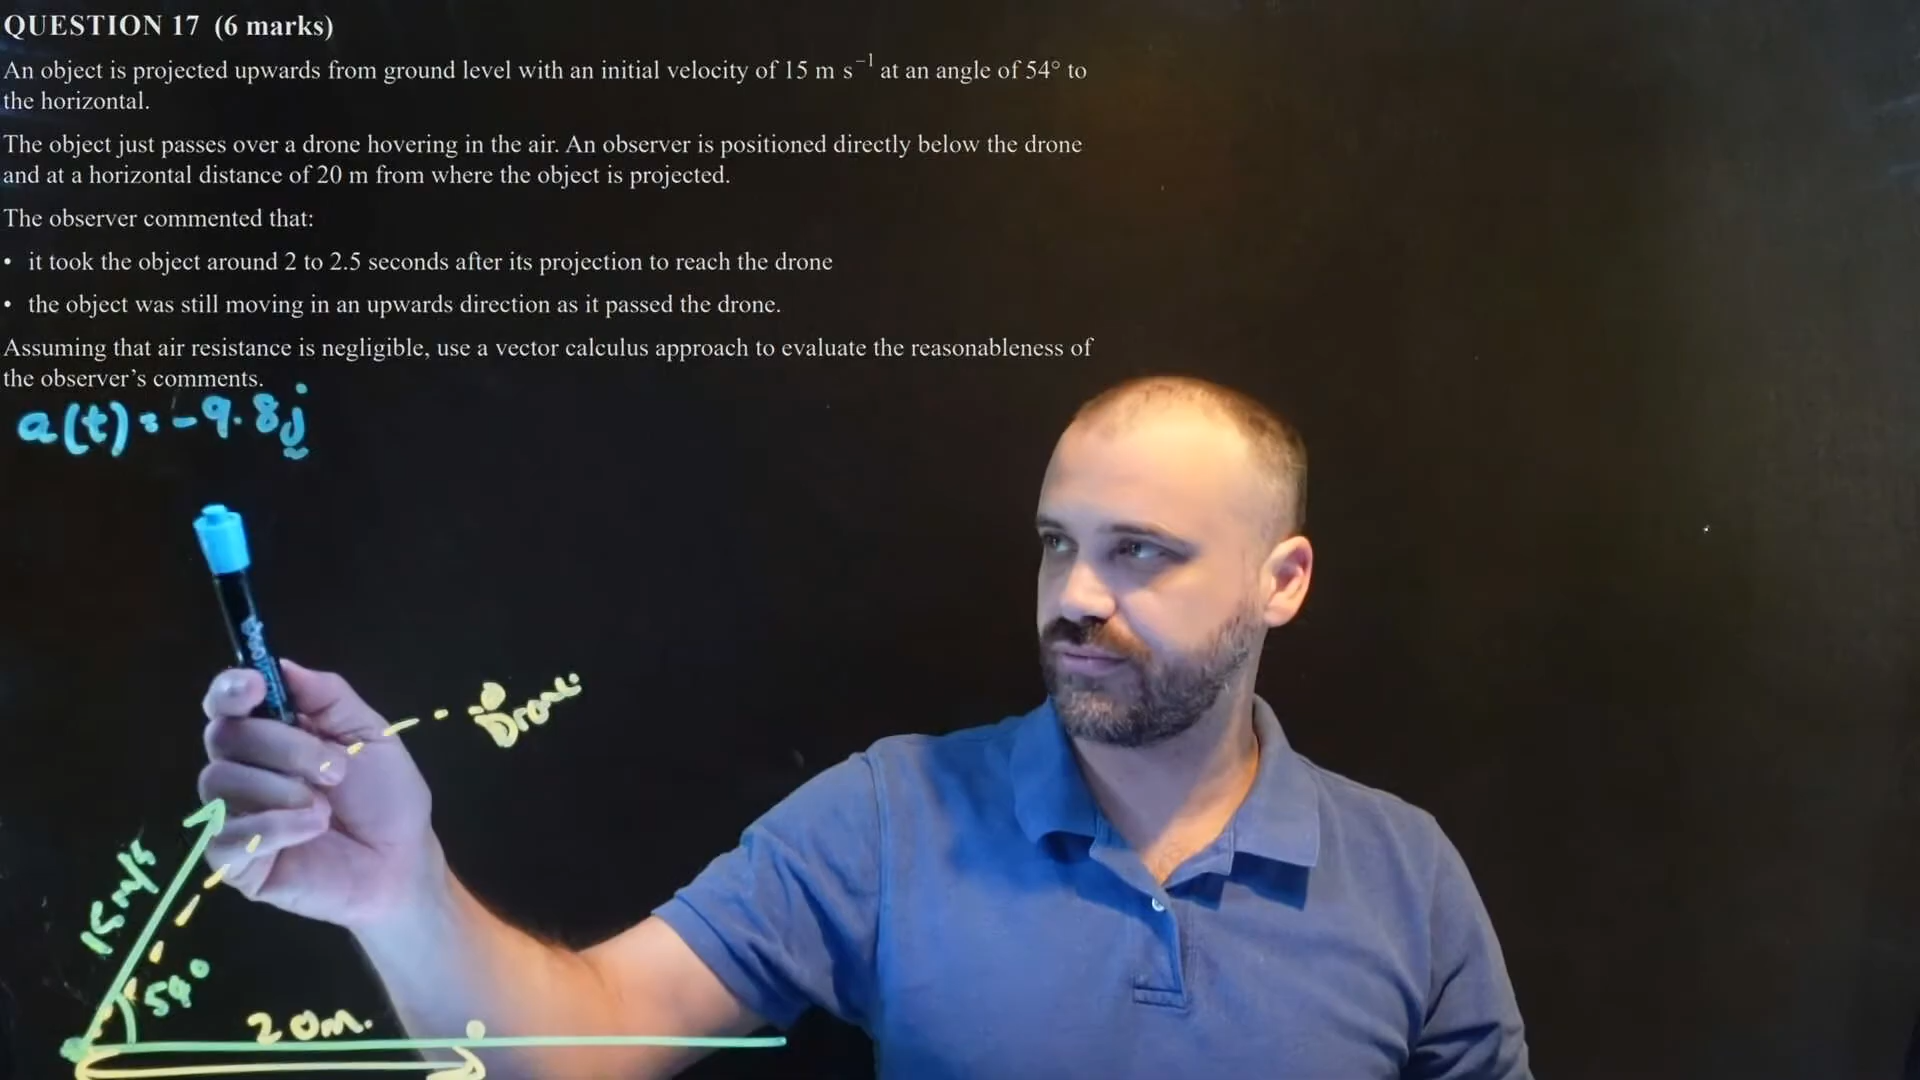 QUESTION 17 (6 marks)
An object is projected upwards from ground level with an initial velocity of 15 m s⁻¹ at an angle of 54° to
the horizontal.
The object just passes over a drone hovering in the air. An observer is positioned directly below the drone
and at a horizontal distance of 20 m from where the object is projected.
The observer commented that:
• it took the object around 2 to 2.5 seconds after its projection to reach the drone
• the object was still moving in an upwards direction as it passed the drone.
Assuming that air resistance is negligible, use a vector calculus approach to evaluate the reasonableness of
the observer's comments.
a(t) = -9.8j
Drone
15m/s
54°
20m.